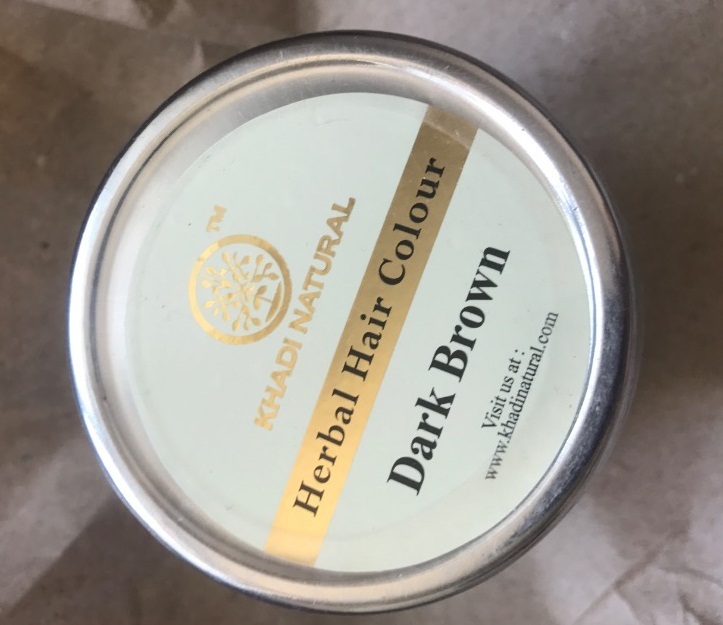 TM
KHADI NATURAL
Herbal Hair Colour
Dark Brown
Visit us at :
www.khadinatural.com